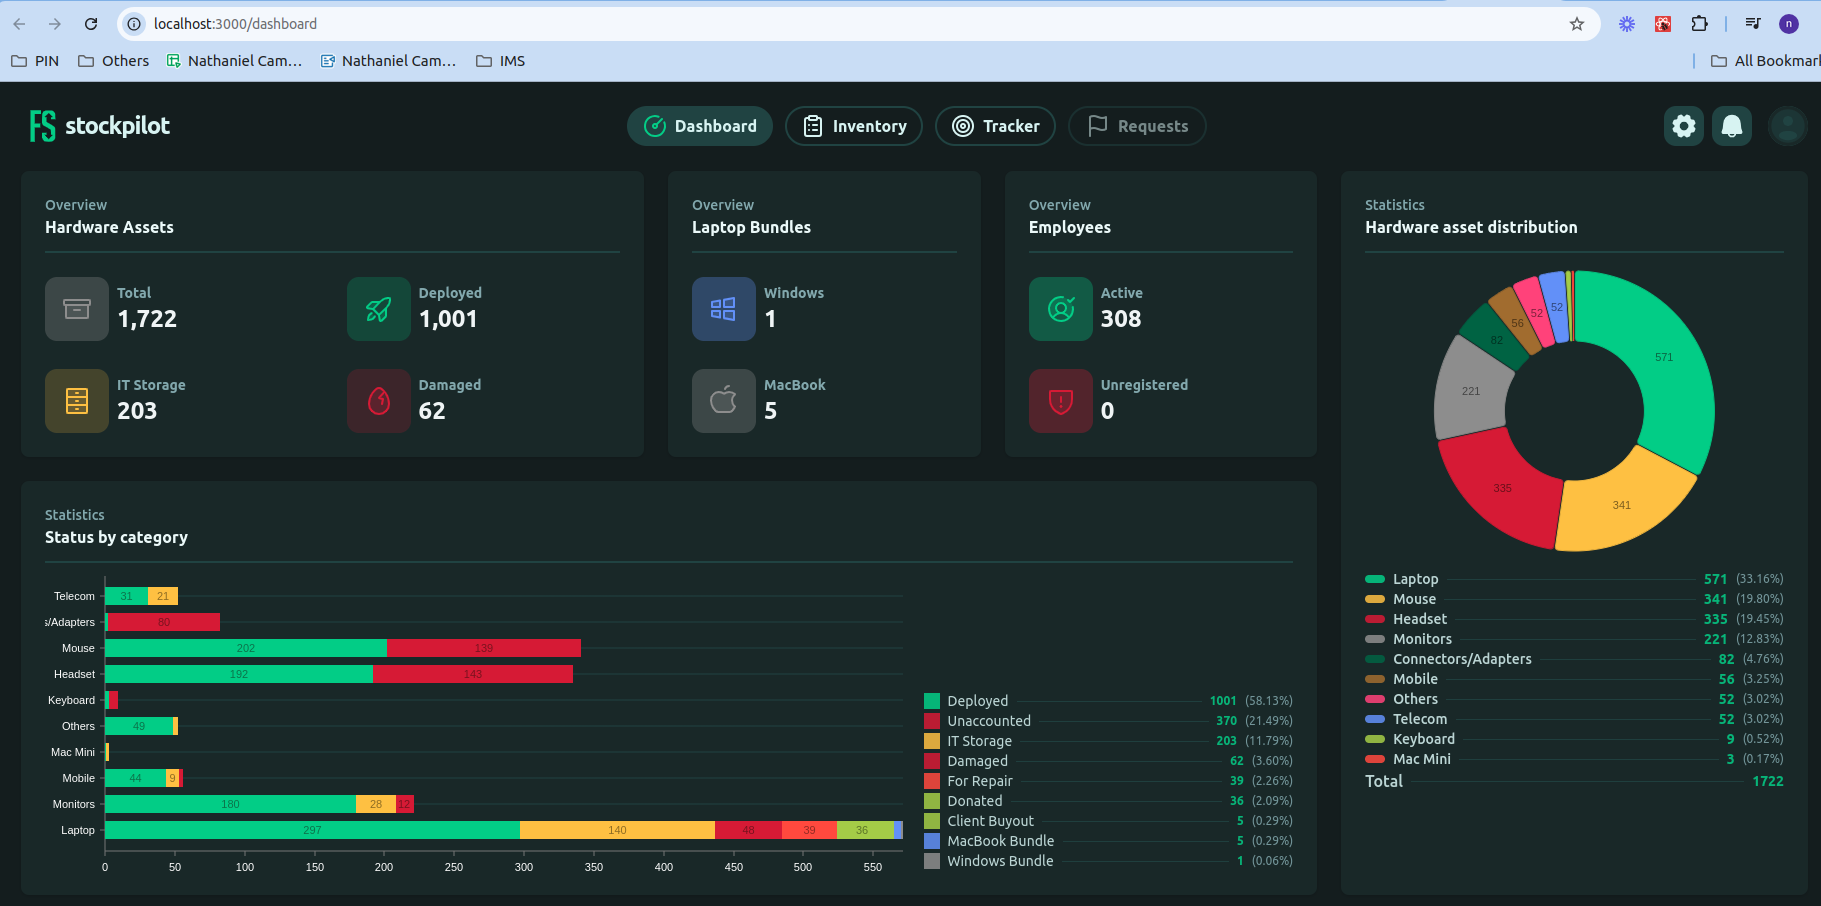 localhost:3000/dashboard
n
PIN
Others
Nathaniel Cam...
Nathaniel Cam...
IMS
All Bookmar
FS stockpilot
Dashboard
Inventory
Tracker
Requests
Overview
Hardware Assets
Total
1,722
Deployed
1,001
IT Storage
203
Damaged
62
Overview
Laptop Bundles
Windows
1
MacBook
5
Overview
Employees
Active
308
Unregistered
0
Statistics
Hardware asset distribution
571
341
335
221
82
56
52
52
Laptop 571 (33.16%)
Mouse 341 (19.80%)
Headset 335 (19.45%)
Monitors 221 (12.83%)
Connectors/Adapters 82 (4.76%)
Mobile 56 (3.25%)
Others 52 (3.02%)
Telecom 52 (3.02%)
Keyboard 9 (0.52%)
Mac Mini 3 (0.17%)
Total 1722
Statistics
Status by category
Telecom 31 21
s/Adapters 80
Mouse 202 139
Headset 192 143
Keyboard
Others 49
Mac Mini
Mobile 44 9
Monitors 180 28 12
Laptop 297 140 48 39 36
0 50 100 150 200 250 300 350 400 450 500 550
Deployed 1001 (58.13%)
Unaccounted 370 (21.49%)
IT Storage 203 (11.79%)
Damaged 62 (3.60%)
For Repair 39 (2.26%)
Donated 36 (2.09%)
Client Buyout 5 (0.29%)
MacBook Bundle 5 (0.29%)
Windows Bundle 1 (0.06%)